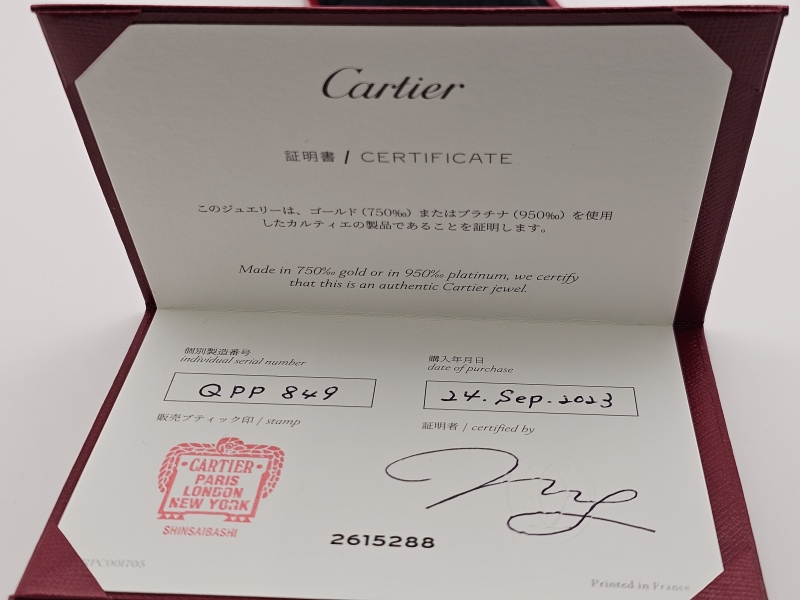 Cartier
証明書 / CERTIFICATE
このジュエリーは、ゴールド（750‰）またはプラチナ（950‰）を使用
したカルティエの製品であることを証明します。
Made in 750‰ gold or in 950‰ platinum, we certify
that this is an authentic Cartier jewel.
個別製造番号
individual serial number
QPP 849
購入年月日
date of purchase
24. Sep. 2023
販売ブティック印 / stamp
証明者 / certified by
CARTIER
PARIS
LONDON
NEW YORK
SHINSAIBASHI
2615288
Printed in France